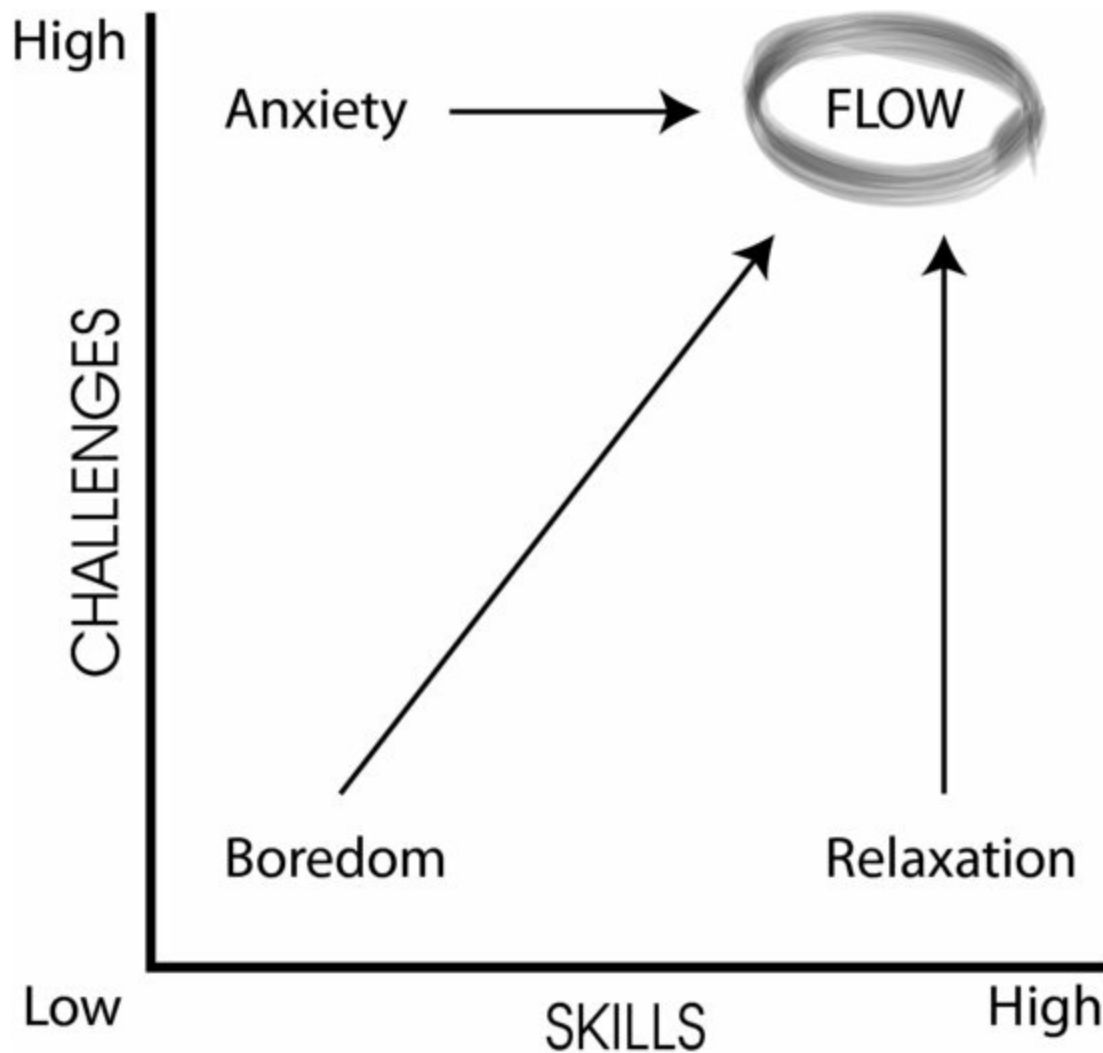 High
Anxiety
FLOW
CHALLENGES
Boredom
Relaxation
Low
SKILLS
High